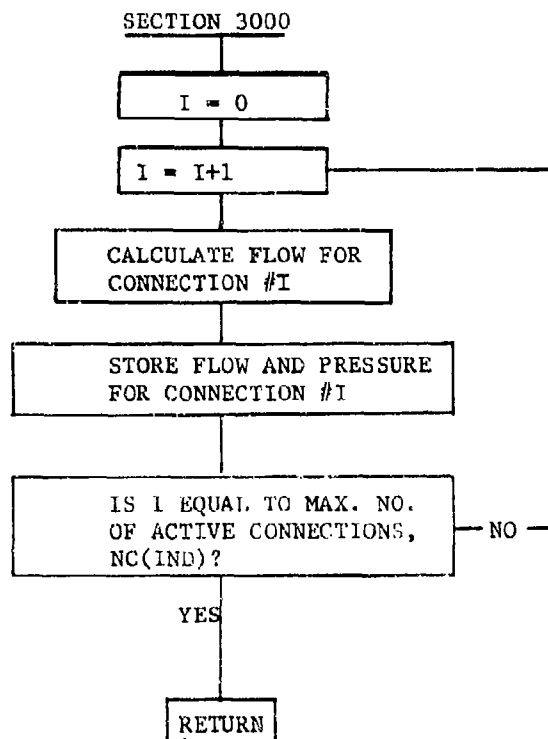 SECTION 3000
I = 0
I = I+1
CALCULATE FLOW FOR
CONNECTION #I
STORE FLOW AND PRESSURE
FOR CONNECTION #I
IS I EQUAL TO MAX. NO.
OF ACTIVE CONNECTIONS,
NC(IND)?
NO
YES
RETURN